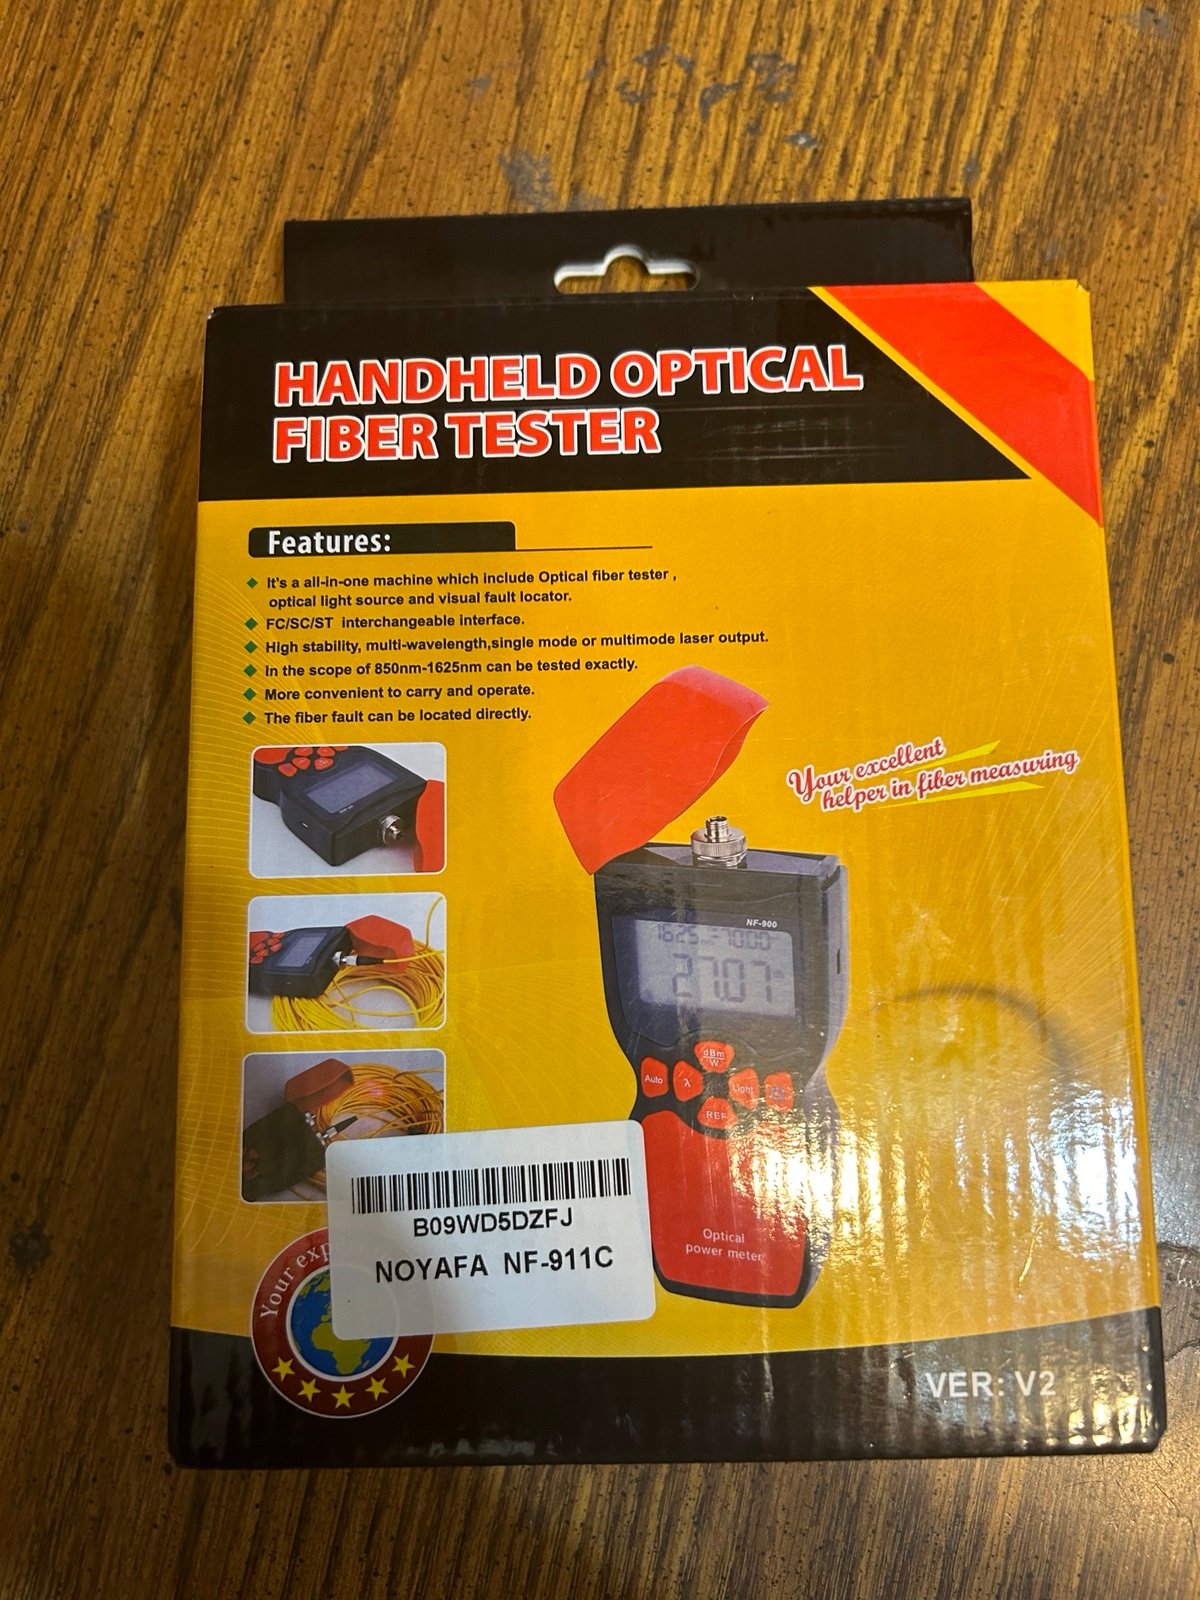 HANDHELD OPTICAL
FIBER TESTER
Features:
It's a all-in-one machine which include Optical fiber tester ,
optical light source and visual fault locator.
FC/SC/ST interchangeable interface.
High stability, multi-wavelength,single mode or multimode laser output.
In the scope of 850nm-1625nm can be tested exactly.
More convenient to carry and operate.
The fiber fault can be located directly.
Your excellent
helper in fiber measuring
NF-900
1625 -70.00
27.07
dBm
W
Auto
λ
Light
REF
Optical
power meter
B09WD5DZFJ
NOYAFA NF-911C
Your
VER: V2